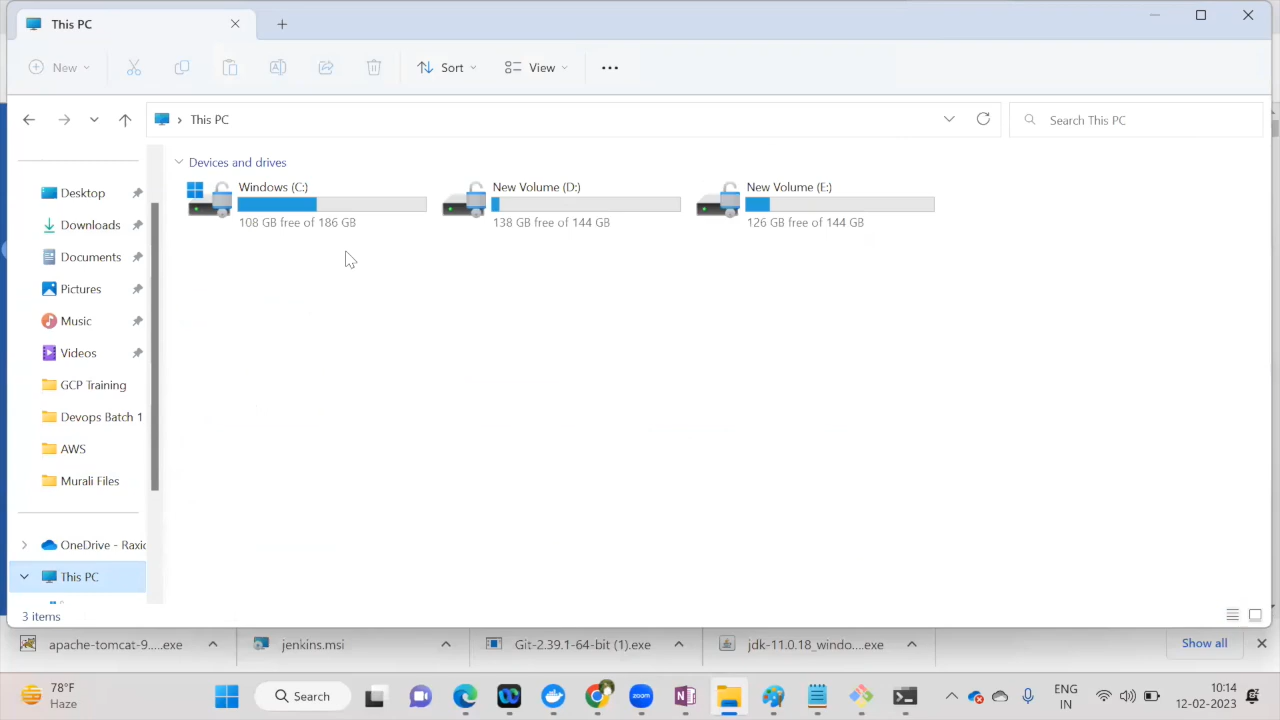 This PC
New
Sort
View
This PC
Search This PC
Devices and drives
Windows (C:)
108 GB free of 186 GB
New Volume (D:)
138 GB free of 144 GB
New Volume (E:)
126 GB free of 144 GB
Desktop
Downloads
Documents
Pictures
Music
Videos
GCP Training
Devops Batch 1
AWS
Murali Files
OneDrive - Raxic
This PC
3 items
apache-tomcat-9.....exe
jenkins.msi
Git-2.39.1-64-bit (1).exe
jdk-11.0.18_windo....exe
Show all
78°F
Haze
Search
zoom
ENG
IN
10:14
12-02-2023